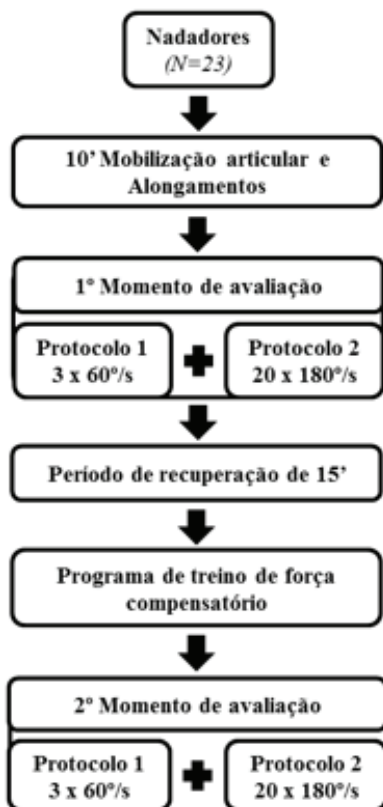 Nadadores
(N=23)
10’ Mobilização articular e
Alongamentos
1º Momento de avaliação
Protocolo 1
3 x 60º/s
Protocolo 2
20 x 180º/s
Período de recuperação de 15’
Programa de treino de força
compensatório
2º Momento de avaliação
Protocolo 1
3 x 60º/s
Protocolo 2
20 x 180º/s